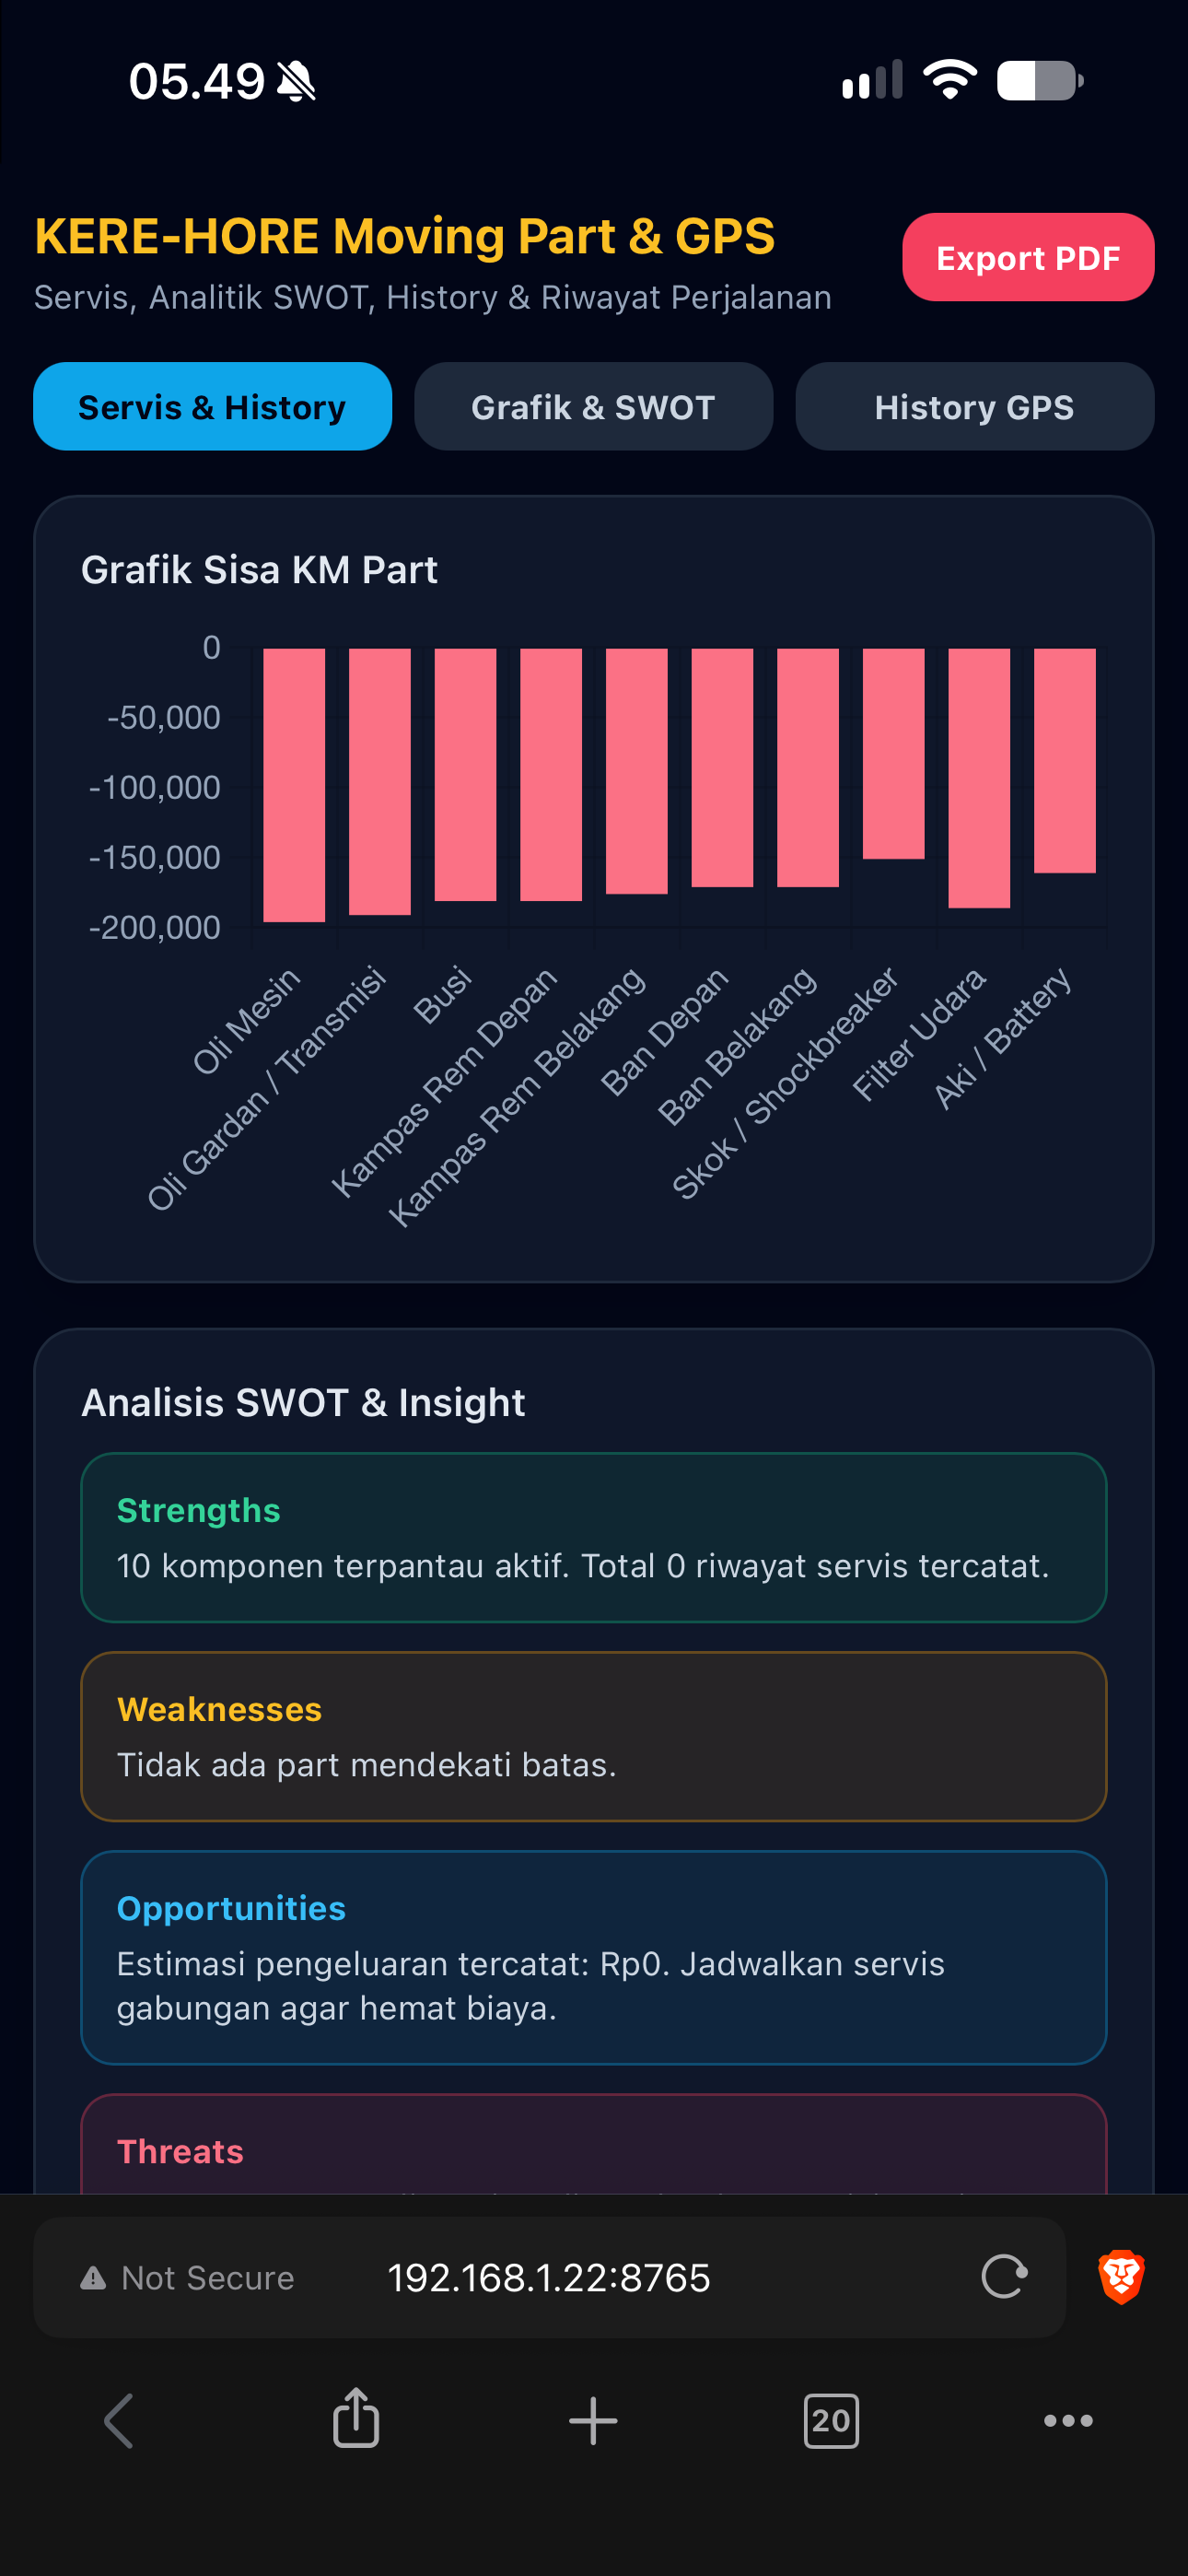 05.49
KERE-HORE Moving Part & GPS
Servis, Analitik SWOT, History & Riwayat Perjalanan
Export PDF
Servis & History
Grafik & SWOT
History GPS
Grafik Sisa KM Part
0
-50,000
-100,000
-150,000
-200,000
Oli Mesin
Oli Gardan / Transmisi
Busi
Kampas Rem Depan
Kampas Rem Belakang
Ban Depan
Ban Belakang
Skok / Shockbreaker
Filter Udara
Aki / Battery
Analisis SWOT & Insight
Strengths
10 komponen terpantau aktif. Total 0 riwayat servis tercatat.
Weaknesses
Tidak ada part mendekati batas.
Opportunities
Estimasi pengeluaran tercatat: Rp0. Jadwalkan servis
gabungan agar hemat biaya.
Threats
Not Secure
192.168.1.22:8765
20